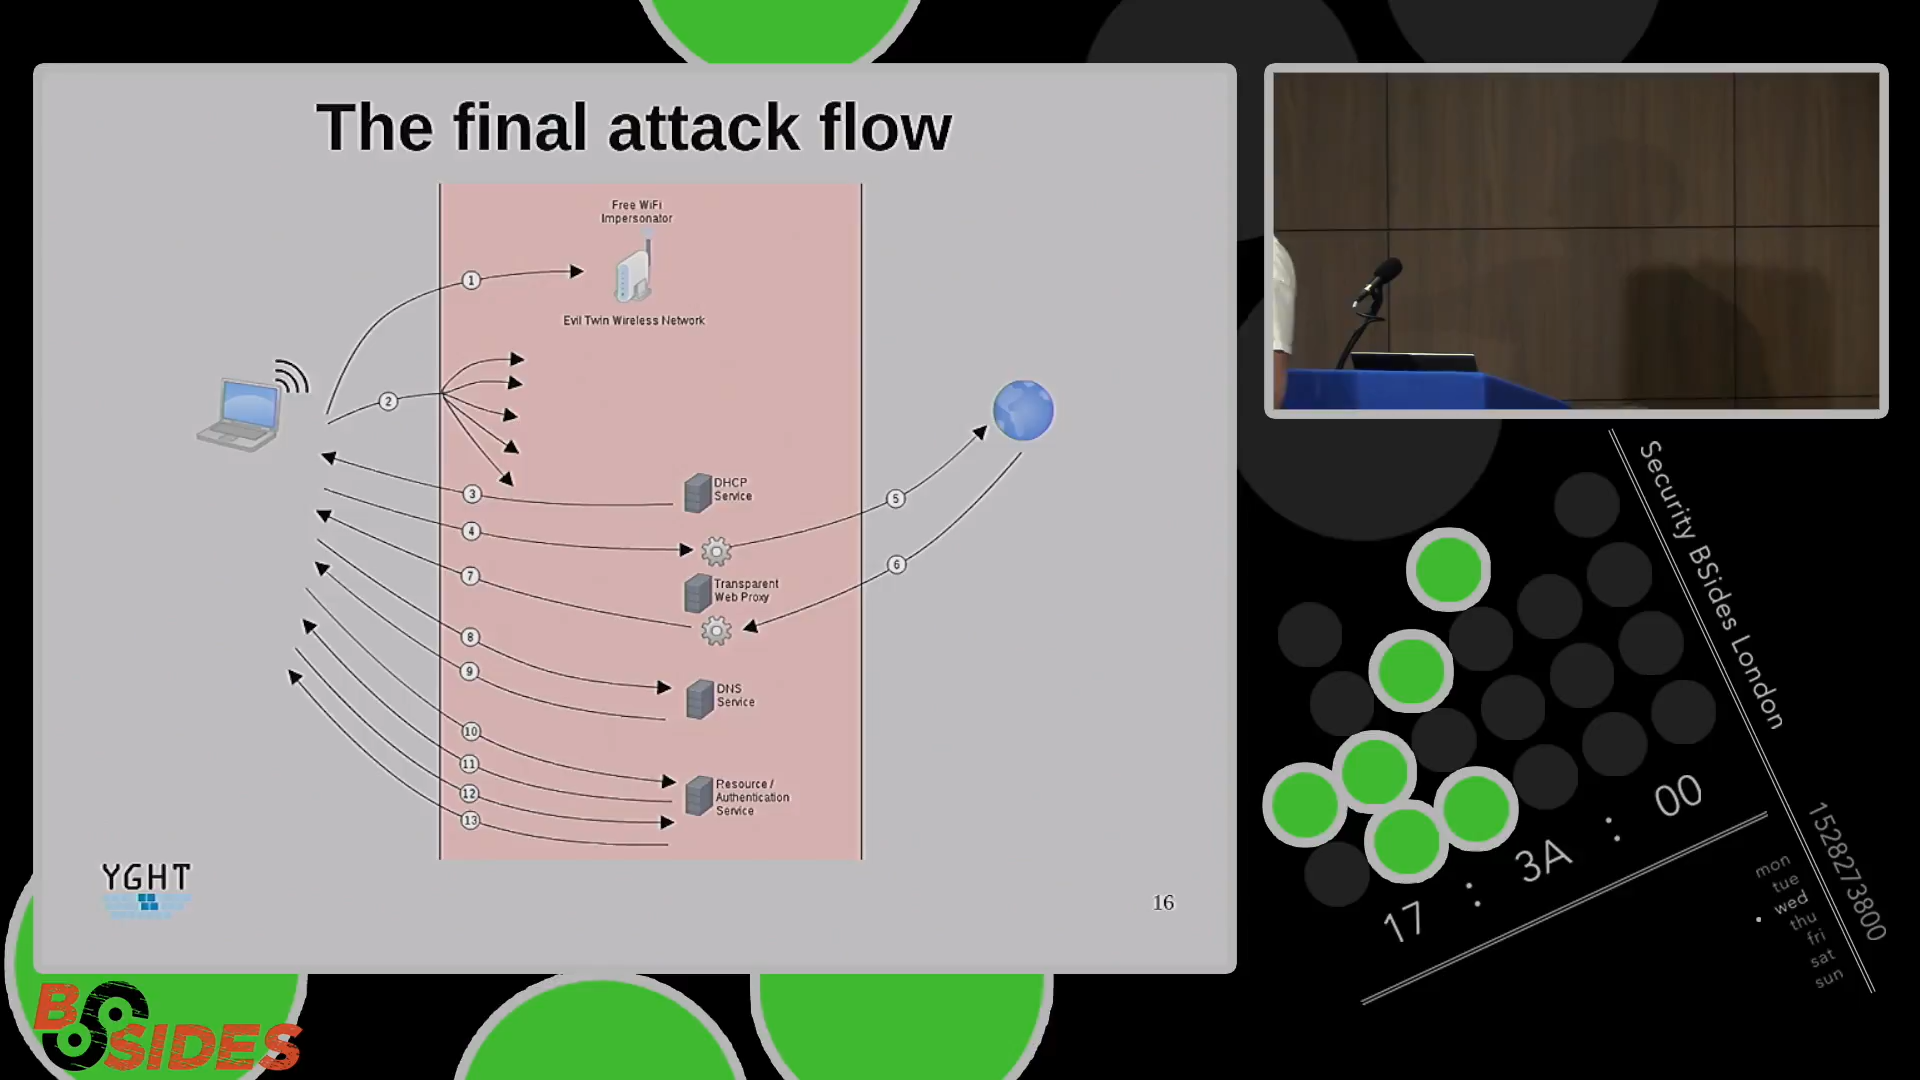 The final attack flow
Free WiFi
Impersonator
1
Evil Twin Wireless Network
2
3
DHCP
Service
4
5
6
7
Transparent
Web Proxy
8
9
DNS
Service
10
11
12
13
Resource /
Authentication
Service
YGHT
16
BSIDES
Security BSides London
17 : 3A : 00
1528273800
mon
tue
wed
thu
fri
sat
sun